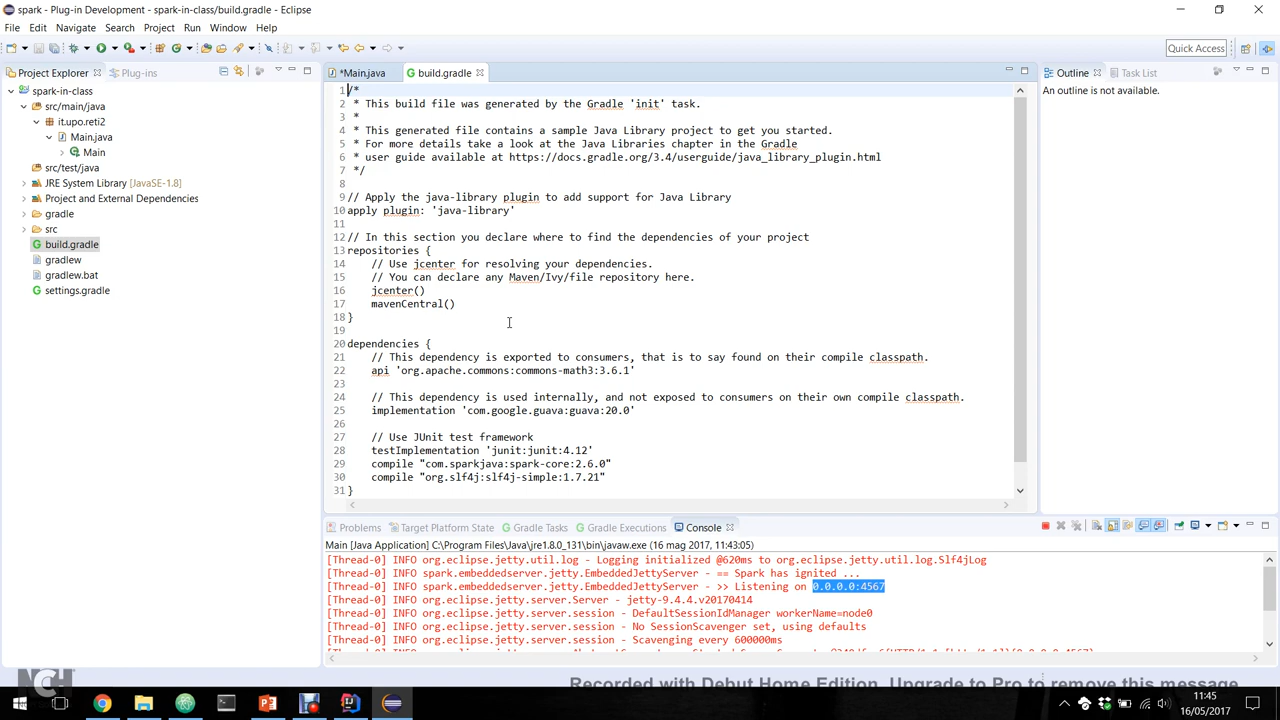 spark - Plug-in Development - spark-in-class/build.gradle - Eclipse
File Edit Navigate Search Project Run Window Help
Quick Access
Project Explorer Plug-ins
*Main.java build.gradle
Outline Task List
spark-in-class
src/main/java
it.upo.reti2
Main.java
Main
src/test/java
JRE System Library [JavaSE-1.8]
Project and External Dependencies
gradle
src
build.gradle
gradlew
gradlew.bat
settings.gradle
1 /*
2 * This build file was generated by the Gradle 'init' task.
3 *
4 * This generated file contains a sample Java Library project to get you started.
5 * For more details take a look at the Java Libraries chapter in the Gradle
6 * user guide available at https://docs.gradle.org/3.4/userguide/java_library_plugin.html
7 */
8
9 // Apply the java-library plugin to add support for Java Library
10 apply plugin: 'java-library'
11
12 // In this section you declare where to find the dependencies of your project
13 repositories {
14 // Use jcenter for resolving your dependencies.
15 // You can declare any Maven/Ivy/file repository here.
16 jcenter()
17 mavenCentral()
18 }
19
20 dependencies {
21 // This dependency is exported to consumers, that is to say found on their compile classpath.
22 api 'org.apache.commons:commons-math3:3.6.1'
23
24 // This dependency is used internally, and not exposed to consumers on their own compile classpath.
25 implementation 'com.google.guava:guava:20.0'
26
27 // Use JUnit test framework
28 testImplementation 'junit:junit:4.12'
29 compile "com.sparkjava:spark-core:2.6.0"
30 compile "org.slf4j:slf4j-simple:1.7.21"
31 }
An outline is not available.
Problems Target Platform State Gradle Tasks Gradle Executions Console
Main [Java Application] C:\Program Files\Java\jre1.8.0_131\bin\javaw.exe (16 mag 2017, 11:43:05)
[Thread-0] INFO org.eclipse.jetty.util.log - Logging initialized @620ms to org.eclipse.jetty.util.log.Slf4jLog
[Thread-0] INFO spark.embeddedserver.jetty.EmbeddedJettyServer - == Spark has ignited ...
[Thread-0] INFO spark.embeddedserver.jetty.EmbeddedJettyServer - >> Listening on 0.0.0.0:4567
[Thread-0] INFO org.eclipse.jetty.server.Server - jetty-9.4.4.v20170414
[Thread-0] INFO org.eclipse.jetty.server.session - DefaultSessionIdManager workerName=node0
[Thread-0] INFO org.eclipse.jetty.server.session - No SessionScavenger set, using defaults
[Thread-0] INFO org.eclipse.jetty.server.session - Scavenging every 600000ms
NCH
Recorded with Debut Home Edition. Upgrade to Pro to remove this message
11:45
16/05/2017